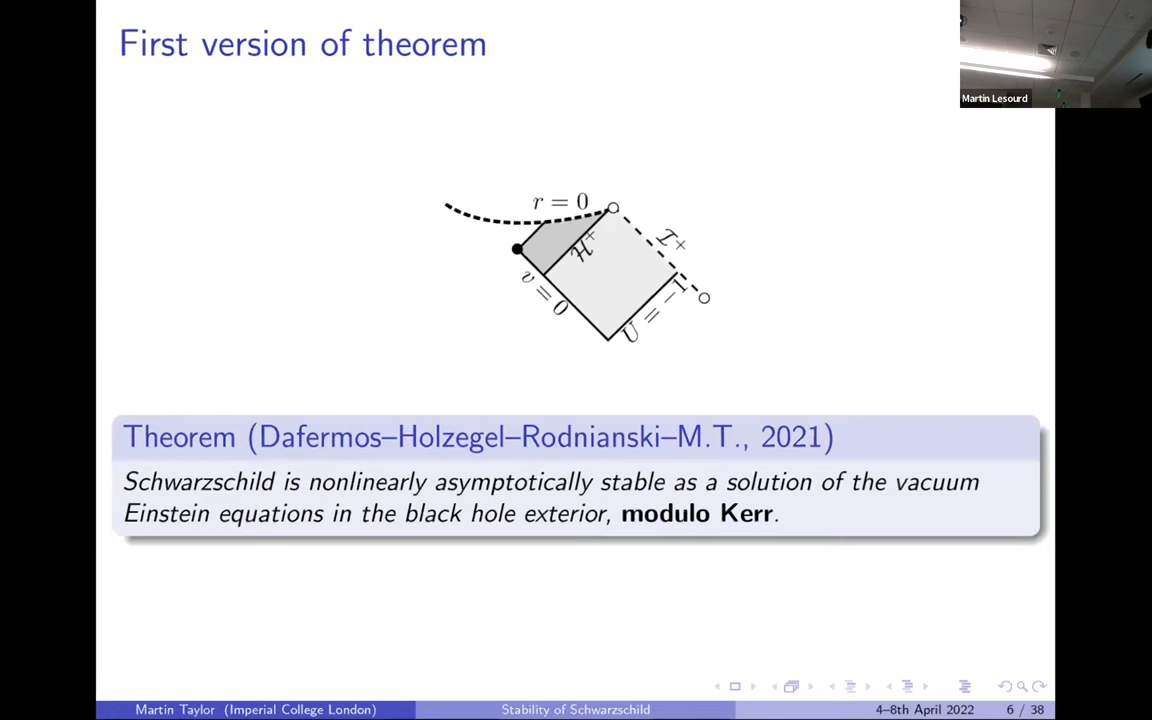 First version of theorem
Martin Lesourd
r = 0
H⁺
I⁺
v = 0
U = −1
Theorem (Dafermos–Holzegel–Rodnianski–M.T., 2021)
Schwarzschild is nonlinearly asymptotically stable as a solution of the vacuum
Einstein equations in the black hole exterior, modulo Kerr.
Martin Taylor (Imperial College London)
Stability of Schwarzschild
4–8th April 2022
6 / 38